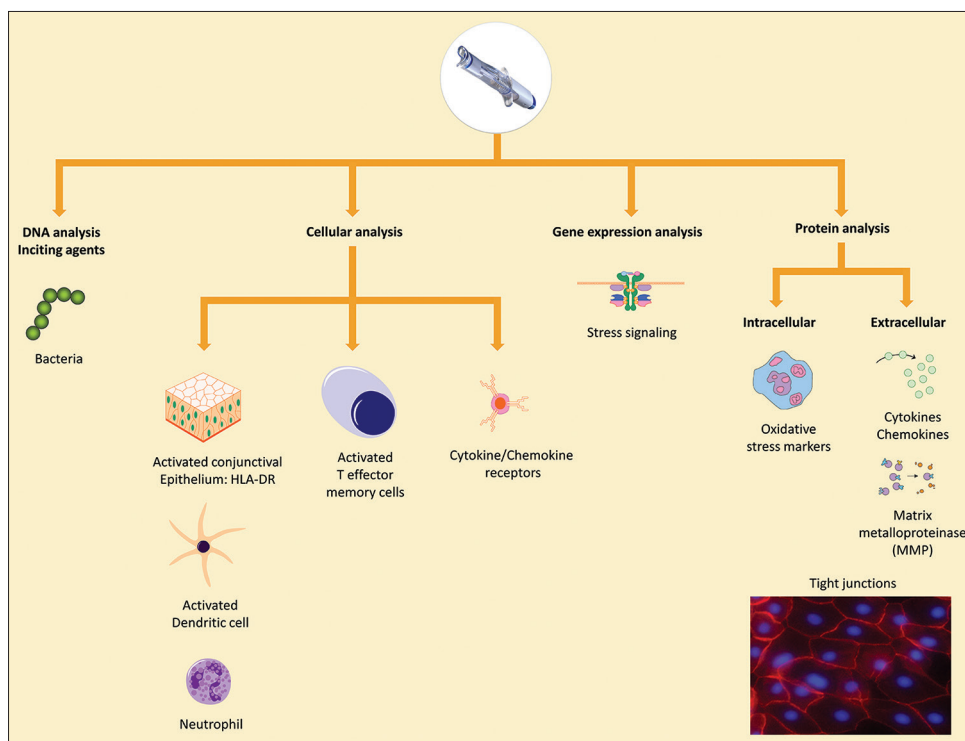 DNA analysis
Inciting agents
Bacteria
Cellular analysis
Activated conjunctival
Epithelium: HLA-DR
Activated
Dendritic cell
Neutrophil
Activated
T effector
memory cells
Cytokine/Chemokine
receptors
Gene expression analysis
Stress signaling
Protein analysis
Intracellular
Oxidative
stress markers
Extracellular
Cytokines
Chemokines
Matrix
metalloproteinase
(MMP)
Tight junctions